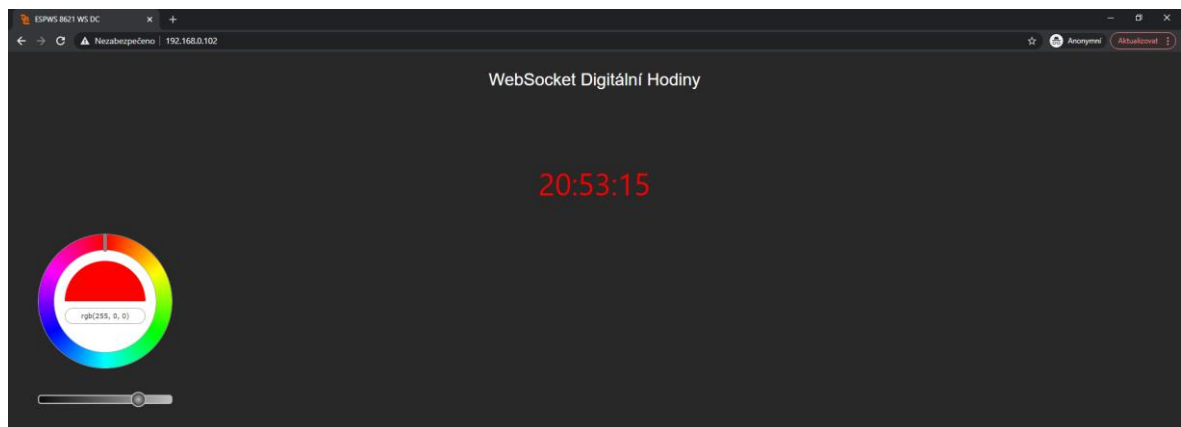 ESPWS 8621 WS DC
Nezabezpečeno | 192.168.0.102
Anonymní
Aktualizovat
WebSocket Digitální Hodiny
20:53:15
rgb(255, 0, 0)